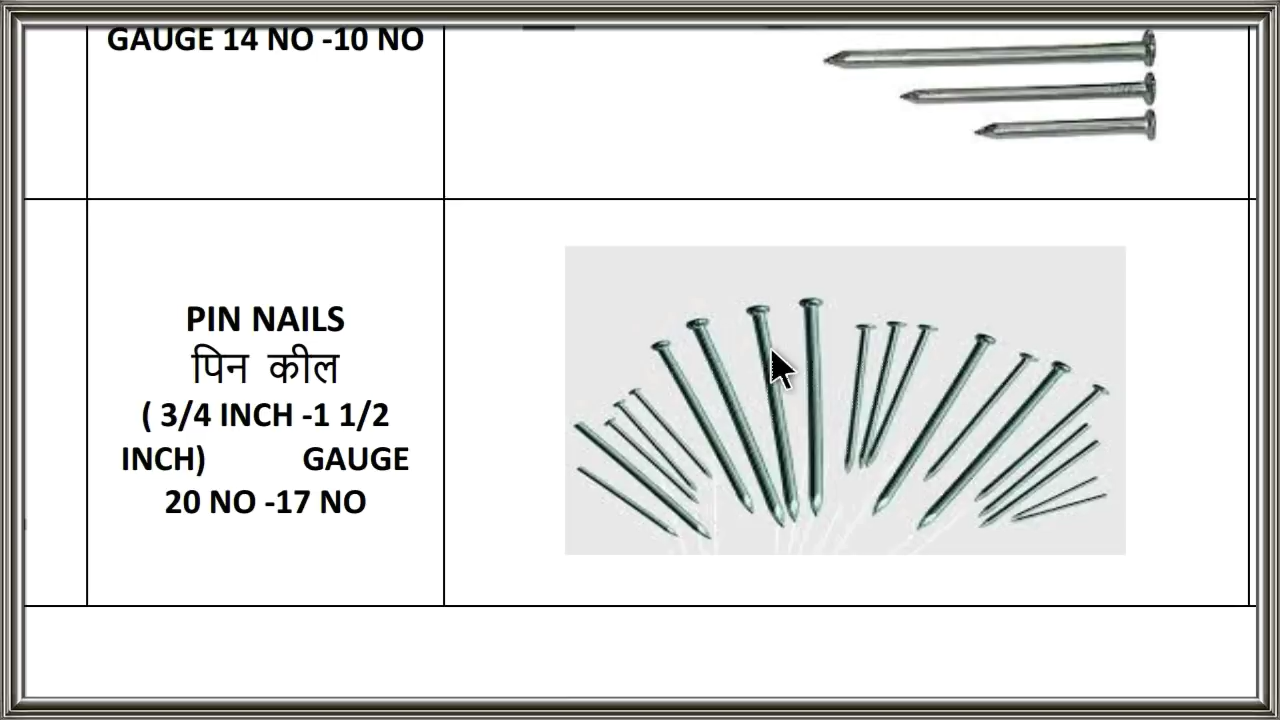 GAUGE 14 NO -10 NO
PIN NAILS
पिन कील
( 3/4 INCH -1 1/2
INCH) GAUGE
20 NO -17 NO